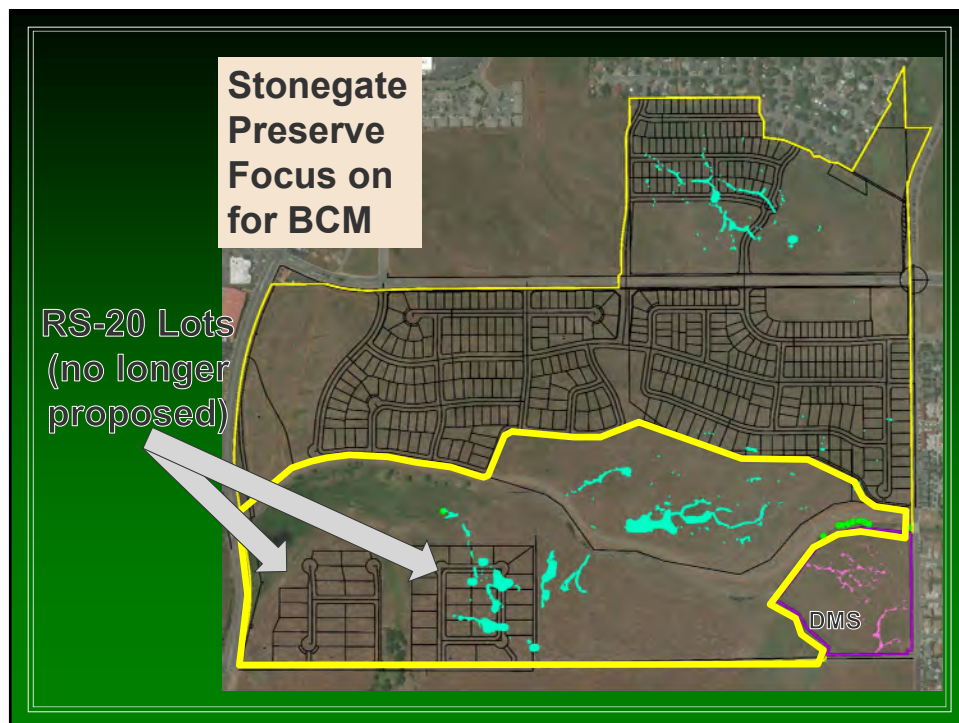 Stonegate
Preserve
Focus on
for BCM
RS-20 Lots
(no longer
proposed)
DMS